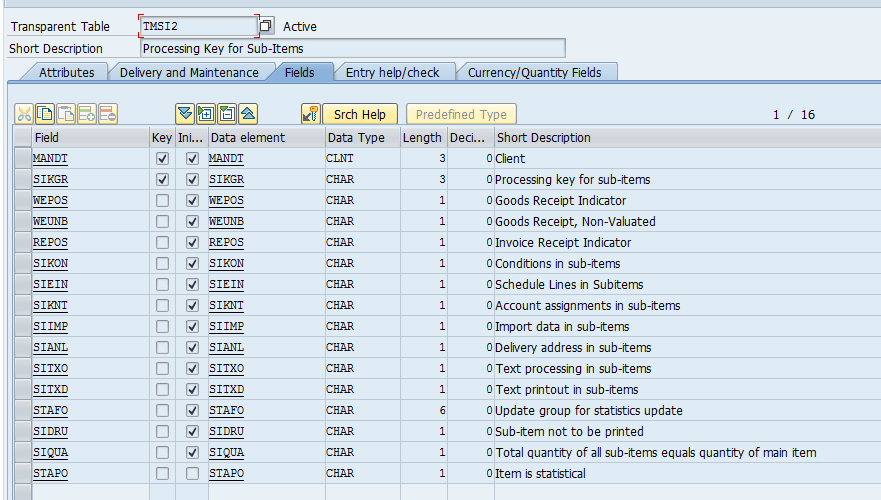 Transparent Table TMSI2 Active
Short Description Processing Key for Sub-Items
Attributes Delivery and Maintenance Fields Entry help/check Currency/Quantity Fields
Srch Help Predefined Type 1 / 16
Field Key Ini... Data element Data Type Length Deci... Short Description
MANDT MANDT CLNT 3 0 Client
SIKGR SIKGR CHAR 3 0 Processing key for sub-items
WEPOS WEPOS CHAR 1 0 Goods Receipt Indicator
WEUNB WEUNB CHAR 1 0 Goods Receipt, Non-Valuated
REPOS REPOS CHAR 1 0 Invoice Receipt Indicator
SIKON SIKON CHAR 1 0 Conditions in sub-items
SIEIN SIEIN CHAR 1 0 Schedule Lines in Subitems
SIKNT SIKNT CHAR 1 0 Account assignments in sub-items
SIIMP SIIMP CHAR 1 0 Import data in sub-items
SIANL SIANL CHAR 1 0 Delivery address in sub-items
SITXO SITXO CHAR 1 0 Text processing in sub-items
SITXD SITXD CHAR 1 0 Text printout in sub-items
STAFO STAFO CHAR 6 0 Update group for statistics update
SIDRU SIDRU CHAR 1 0 Sub-item not to be printed
SIQUA SIQUA CHAR 1 0 Total quantity of all sub-items equals quantity of main item
STAPO STAPO CHAR 1 0 Item is statistical